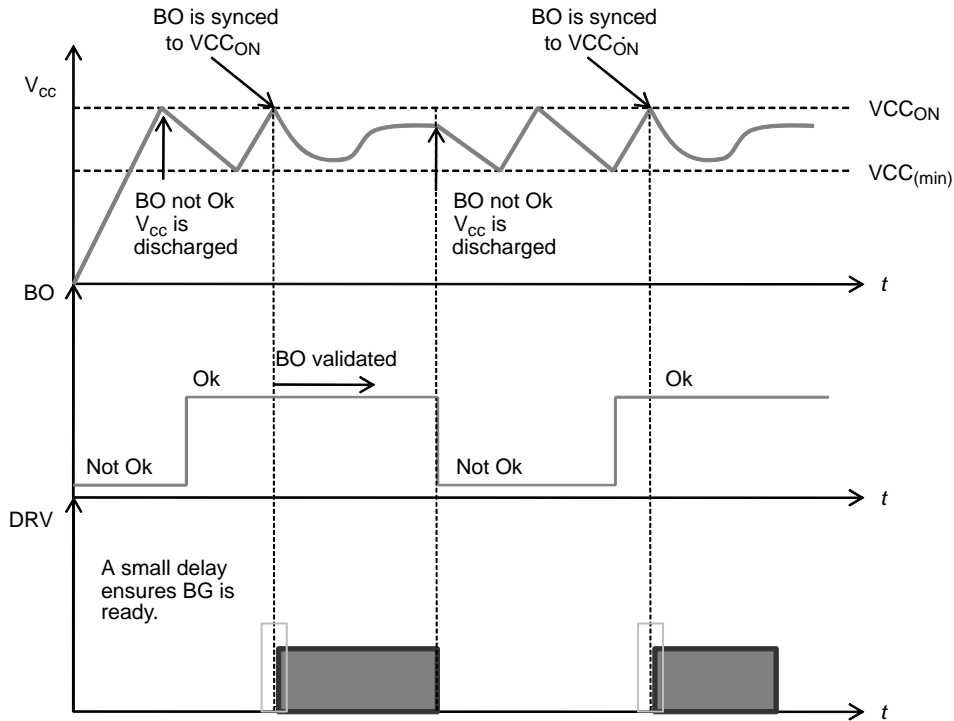 BO is synced
to VCCON
BO is synced
to VCCON
Vcc
VCCON
VCC(min)
BO not Ok
Vcc is
discharged
BO not Ok
Vcc is
discharged
t
BO
BO validated
Ok
Ok
Not Ok
Not Ok
t
DRV
A small delay
ensures BG is
ready.
t